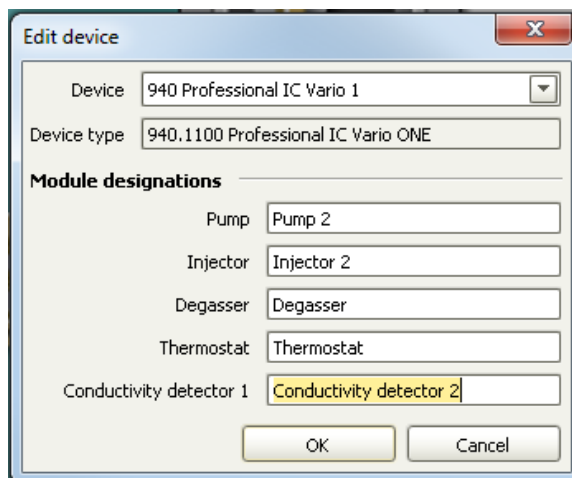 Edit device
Device 940 Professional IC Vario 1
Device type 940.1100 Professional IC Vario ONE
Module designations
Pump Pump 2
Injector Injector 2
Degasser Degasser
Thermostat Thermostat
Conductivity detector 1 Conductivity detector 2
OK Cancel